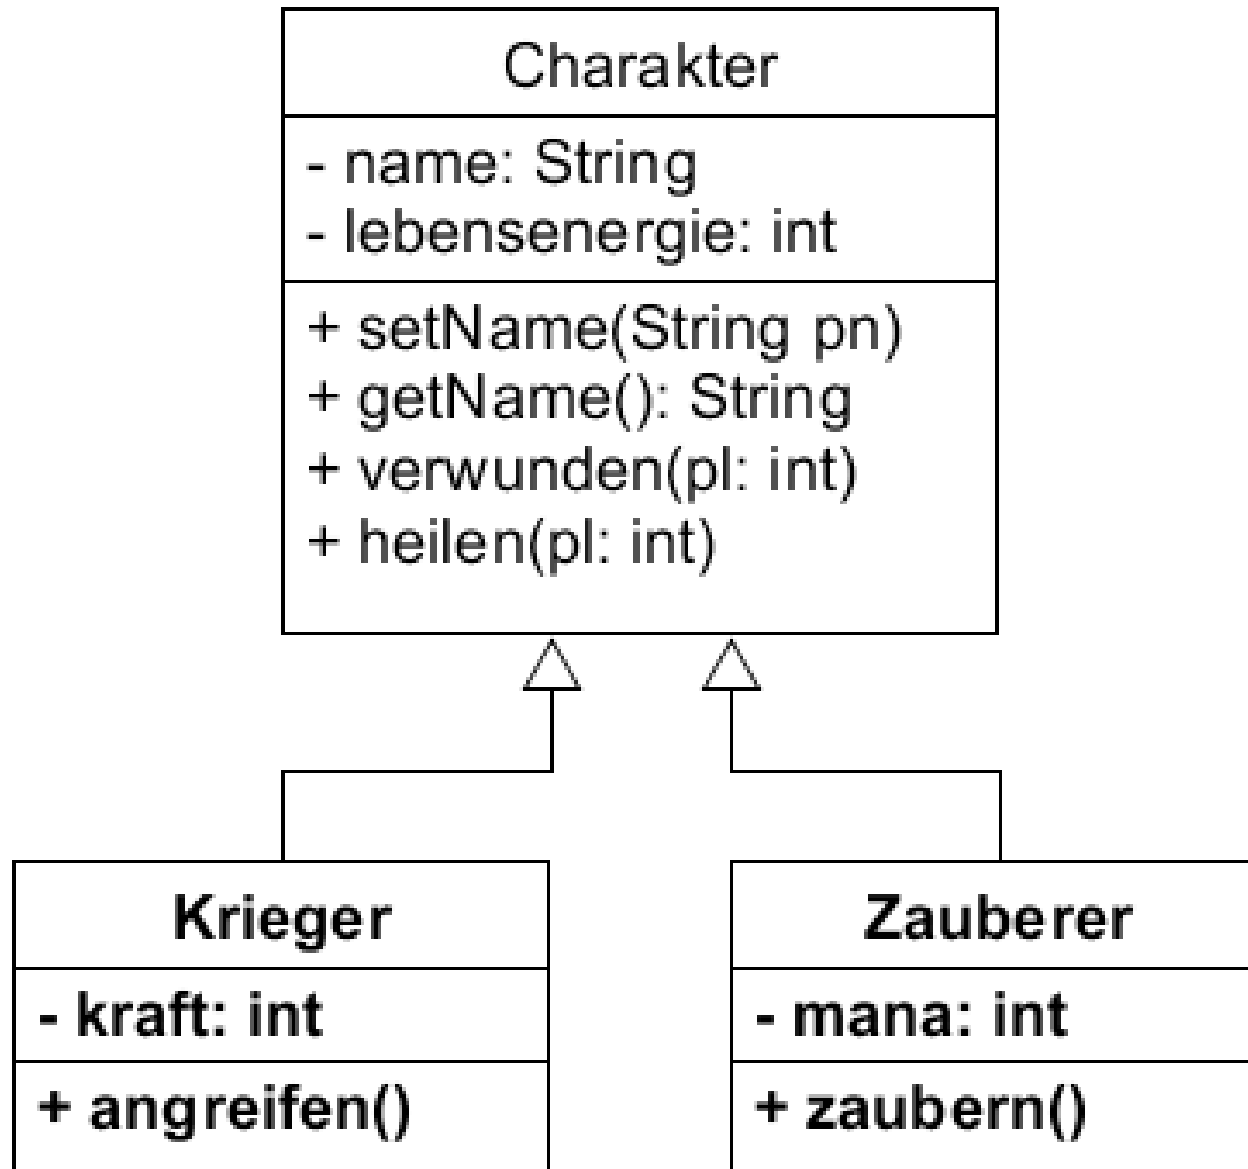 Charakter
- name: String
- lebensenergie: int
+ setName(String pn)
+ getName(): String
+ verwunden(pl: int)
+ heilen(pl: int)
Krieger
- kraft: int
+ angreifen()
Zauberer
- mana: int
+ zaubern()